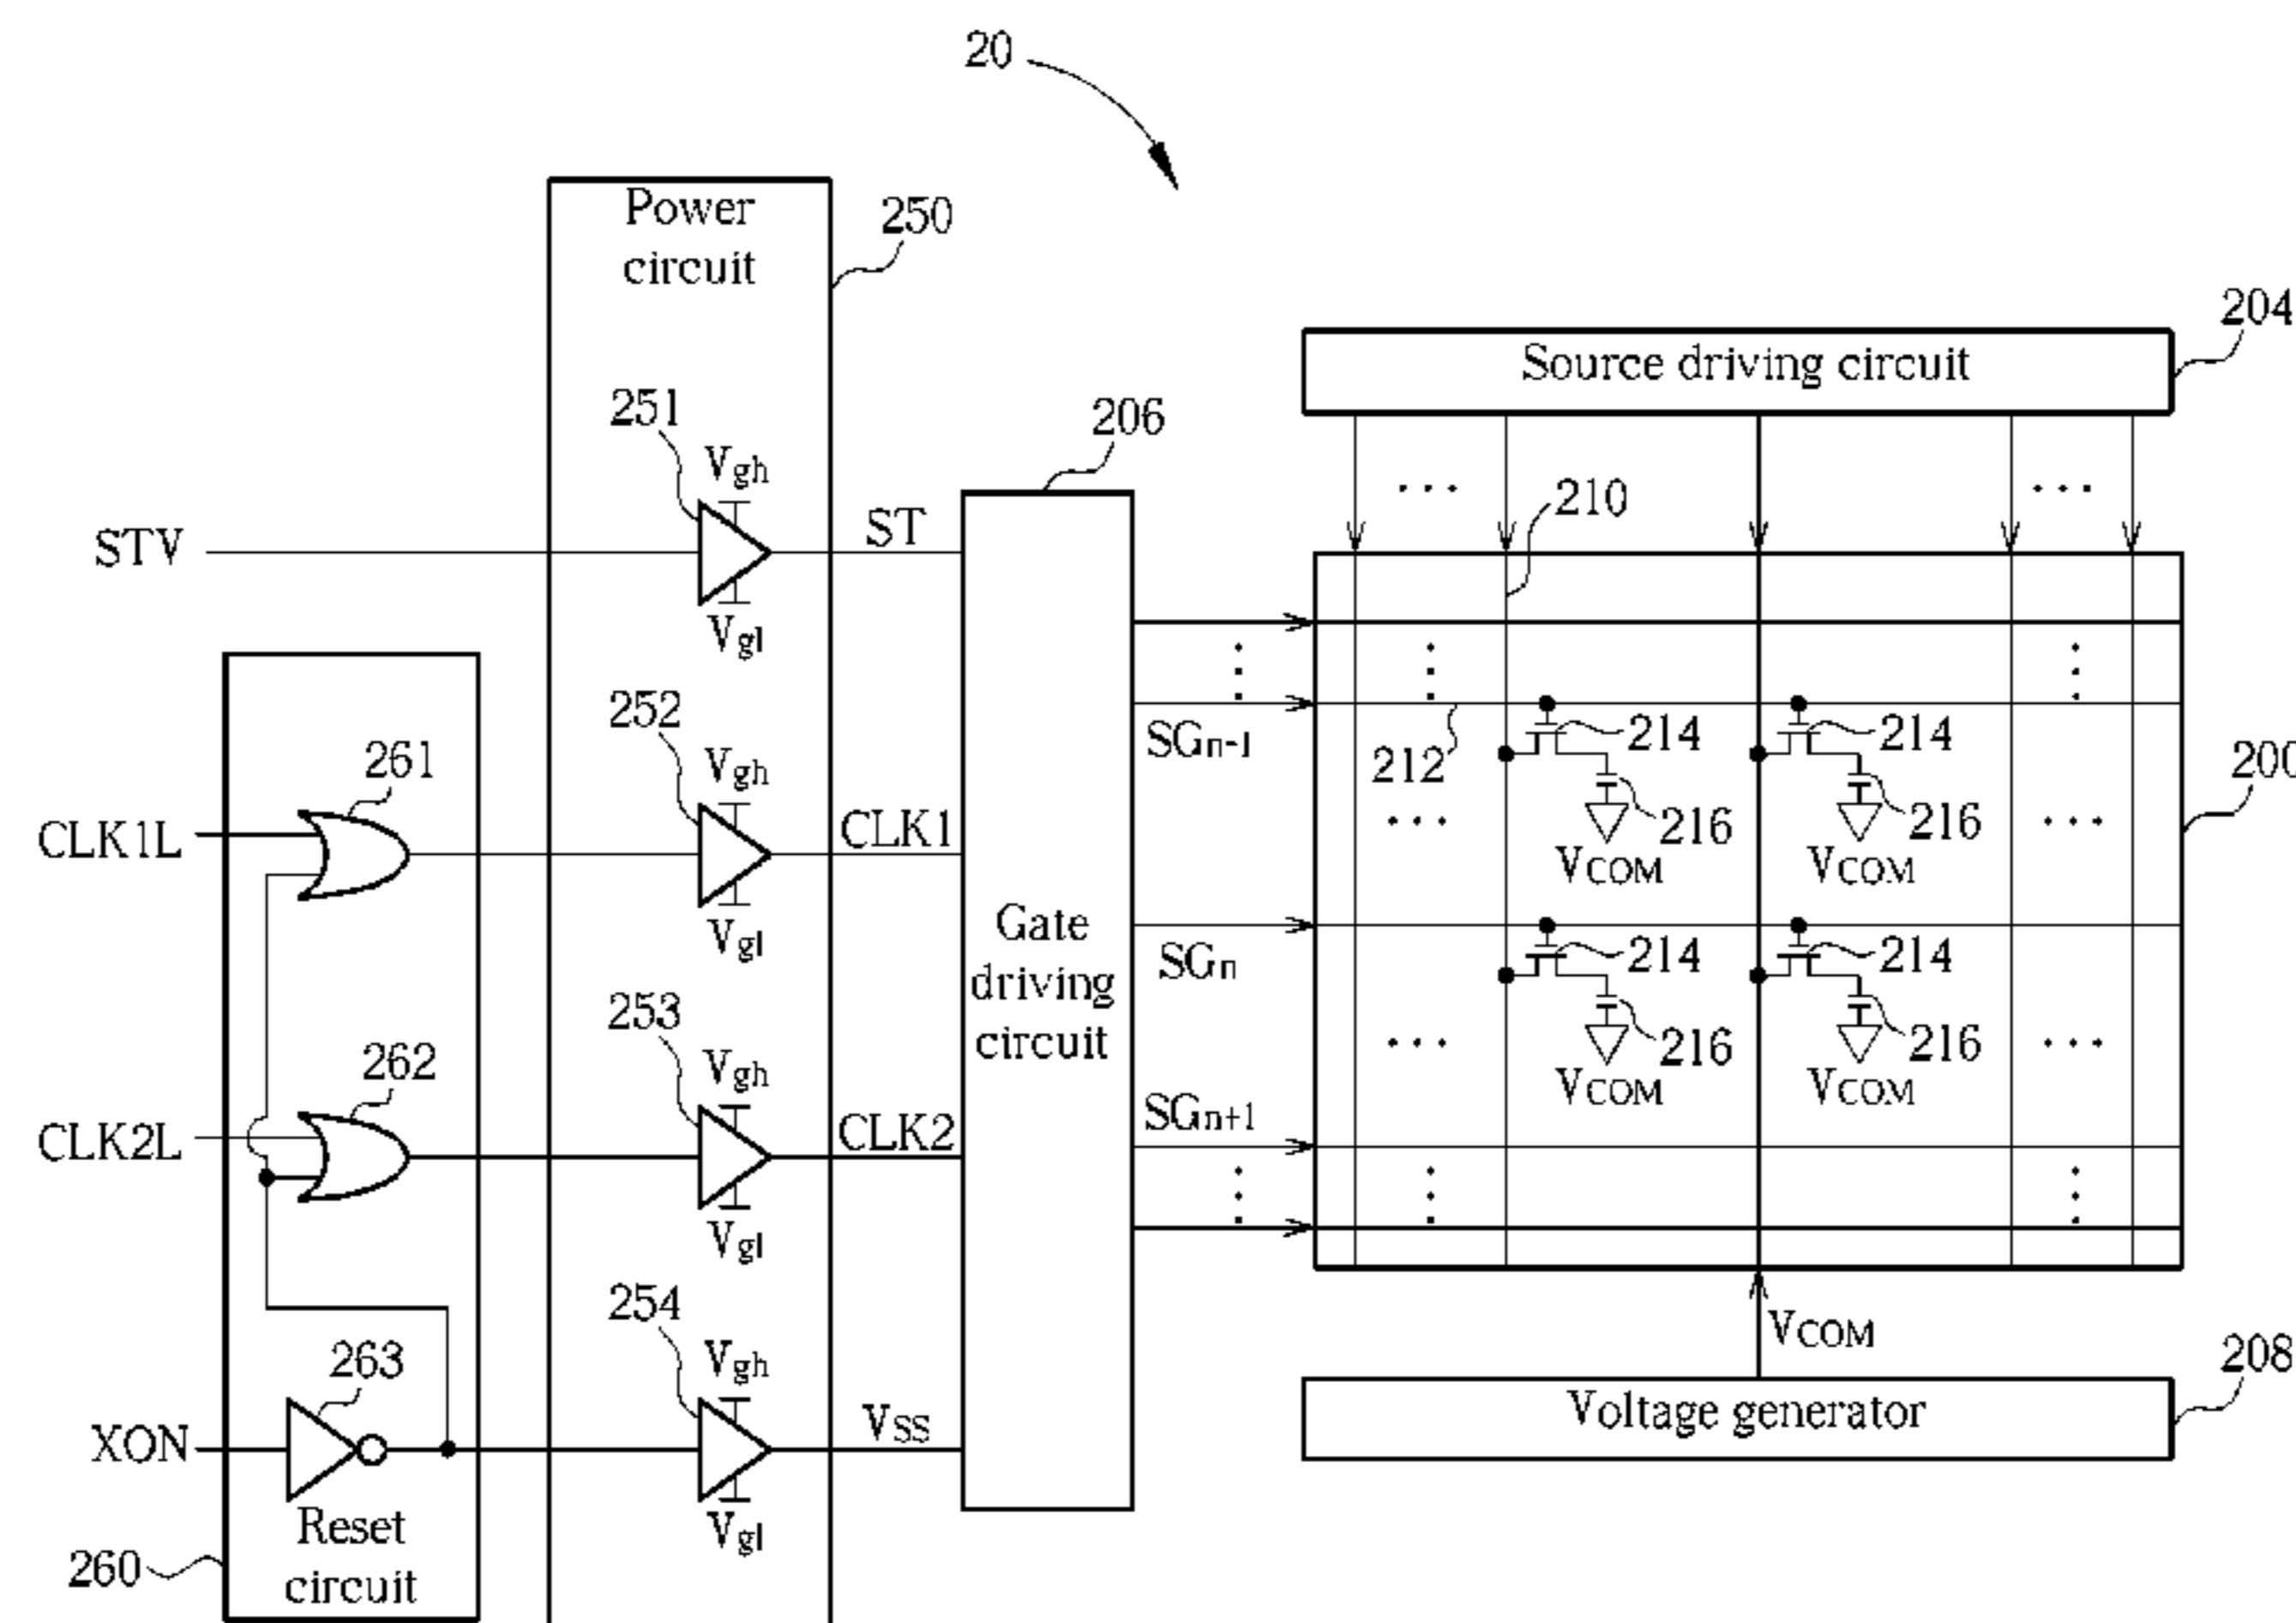 20
Power
circuit
250
204
Source driving circuit
251
Vgh
206
210
STV
ST
Vgl
252
Vgh
SGn-1
212
214
214
261
200
CLK1L
CLK1
216
216
VCOM
VCOM
Vgl
Gate
driving
circuit
SGn
214
214
253
262
Vgh
216
216
VCOM
VCOM
CLK2L
CLK2
SGn+1
Vgl
254
VCOM
263
Vgh
208
Voltage generator
XON
VSS
Vgl
Reset
circuit
260